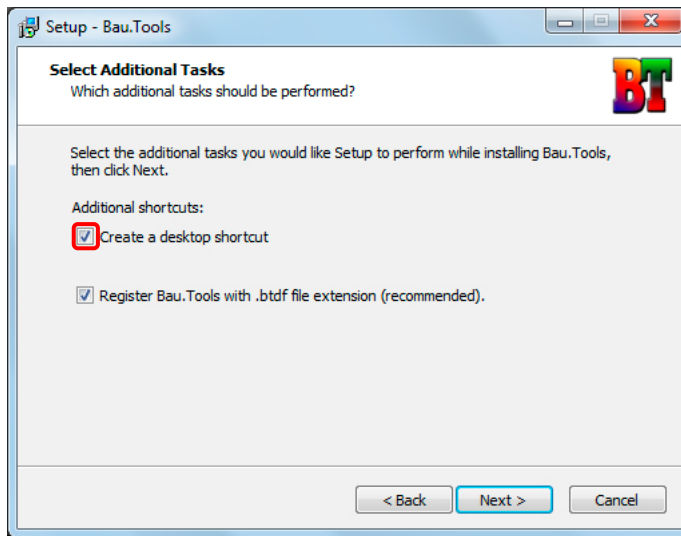 Setup - Bau.Tools
Select Additional Tasks
Which additional tasks should be performed?
BT
Select the additional tasks you would like Setup to perform while installing Bau.Tools,
then click Next.
Additional shortcuts:
Create a desktop shortcut
Register Bau.Tools with .btdf file extension (recommended).
< Back
Next >
Cancel